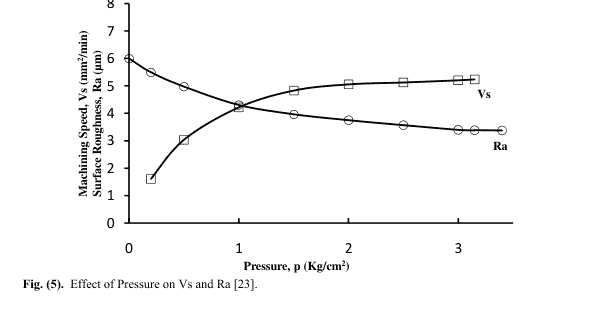 8
7
6
5
4
3
2
1
0
Machining Speed, Vs (mm²/min)
Surface Roughness, Ra (µm)
Vs
Ra
0 1 2 3
Pressure, p (Kg/cm²)
Fig. (5). Effect of Pressure on Vs and Ra [23].